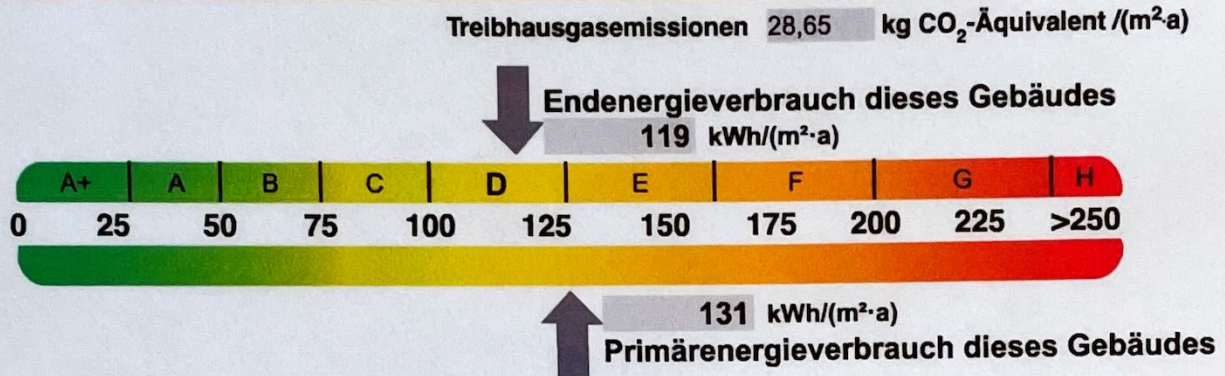 Treibhausgasemissionen 28,65 kg CO₂-Äquivalent /(m²·a)
Endenergieverbrauch dieses Gebäudes
119 kWh/(m²·a)
A+ A B C D E F G H
0 25 50 75 100 125 150 175 200 225 >250
131 kWh/(m²·a)
Primärenergieverbrauch dieses Gebäudes